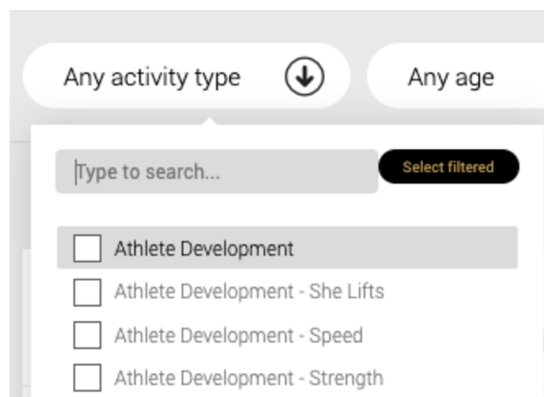 Any activity type
Any age
Type to search...
Select filtered
Athlete Development
Athlete Development - She Lifts
Athlete Development - Speed
Athlete Development - Strength